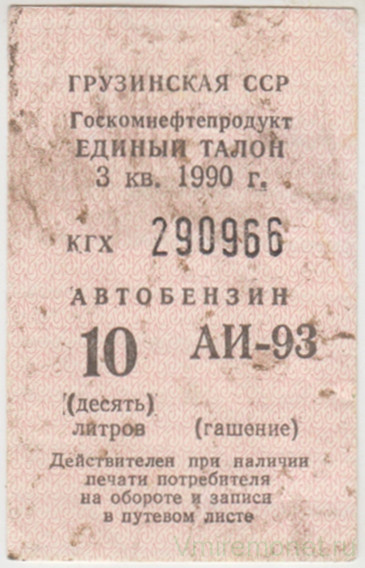 ГРУЗИНСКАЯ ССР
Госкомнефтепродукт
ЕДИНЫЙ ТАЛОН
3 кв. 1990 г.
КГХ 290966
АВТОБЕНЗИН
10 АИ-93
(десять)
литров (гашение)
Действителен при наличии
печати потребителя
на обороте и записи
в путевом листе